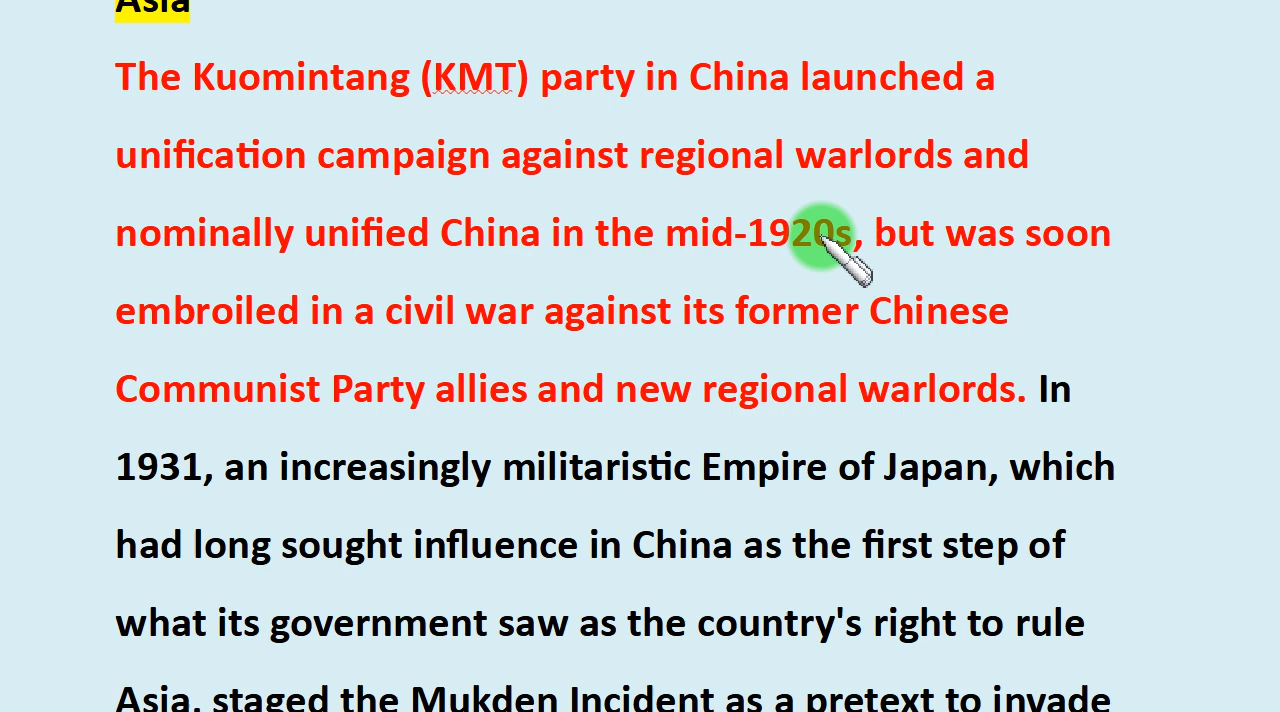 Asia
The Kuomintang (KMT) party in China launched a
unification campaign against regional warlords and
nominally unified China in the mid-1920s, but was soon
embroiled in a civil war against its former Chinese
Communist Party allies and new regional warlords. In
1931, an increasingly militaristic Empire of Japan, which
had long sought influence in China as the first step of
what its government saw as the country's right to rule
Asia, staged the Mukden Incident as a pretext to invade